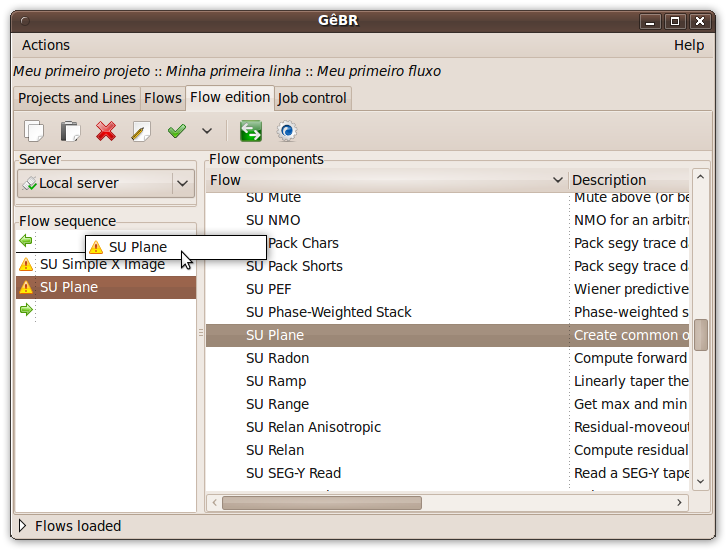 GêBR
Actions Help
Meu primeiro projeto :: Minha primeira linha :: Meu primeiro fluxo
Projects and Lines Flows Flow edition Job control
Server
Local server
Flow sequence
SU Plane
SU Simple X Image
SU Plane
Flow components
Flow Description
SU Mute Mute above (or be
SU NMO NMO for an arbitra
Pack Chars Pack segy trace d
SU Pack Shorts Pack segy trace d
SU PEF Wiener predictive
SU Phase-Weighted Stack Phase-weighted s
SU Plane Create common o
SU Radon Compute forward
SU Ramp Linearly taper the
SU Range Get max and min
SU Relan Anisotropic Residual-moveout
SU Relan Compute residual
SU SEG-Y Read Read a SEG-Y tape
Flows loaded